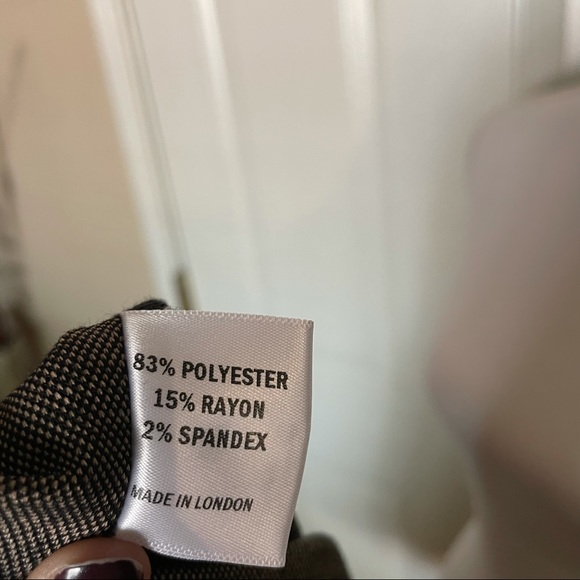 83% POLYESTER
15% RAYON
2% SPANDEX
MADE IN LONDON